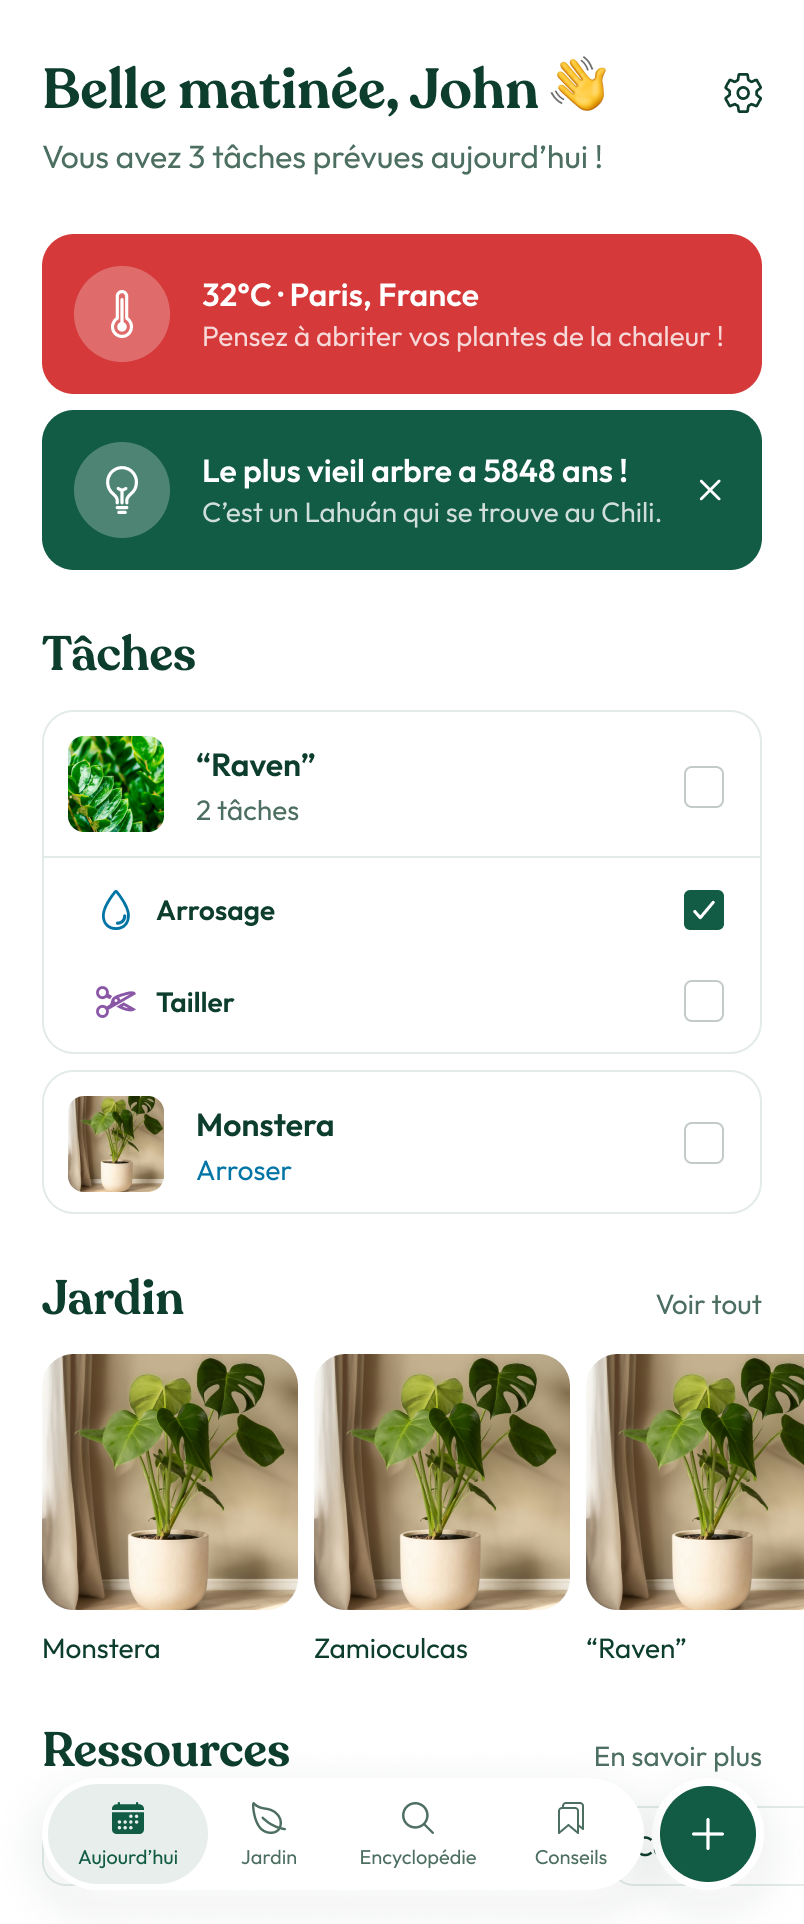 Belle matinée, John 👋
Vous avez 3 tâches prévues aujourd’hui !
32°C · Paris, France
Pensez à abriter vos plantes de la chaleur !
Le plus vieil arbre a 5848 ans !
C’est un Lahuán qui se trouve au Chili.
Tâches
“Raven”
2 tâches
Arrosage
Tailler
Monstera
Arroser
Jardin
Voir tout
Monstera
Zamioculcas
“Raven”
Ressources
En savoir plus
Aujourd’hui
Jardin
Encyclopédie
Conseils